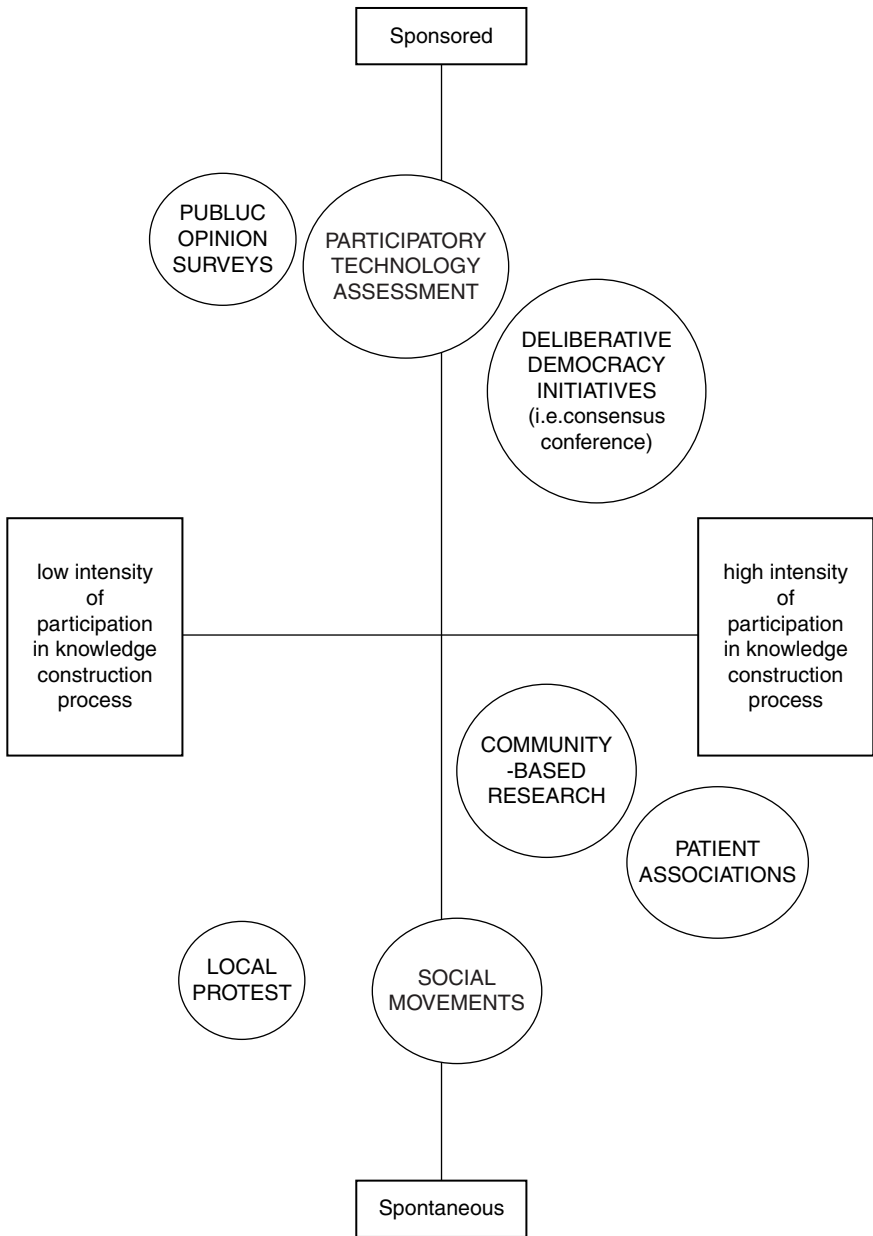 Sponsored
PUBLUC
OPINION
SURVEYS
PARTICIPATORY
TECHNOLOGY
ASSESSMENT
DELIBERATIVE
DEMOCRACY
INITIATIVES
(i.e.consensus
conference)
low intensity
of
participation
in knowledge
construction
process
high intensity
of
participation
in knowledge
construction
process
COMMUNITY
-BASED
RESEARCH
PATIENT
ASSOCIATIONS
LOCAL
PROTEST
SOCIAL
MOVEMENTS
Spontaneous